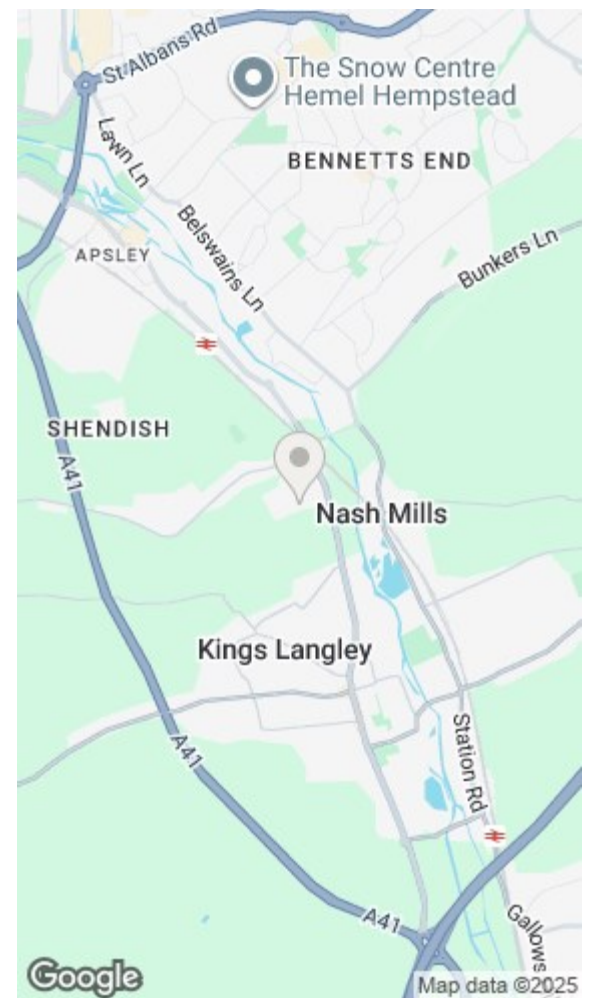 St Albans Rd
The Snow Centre
Hemel Hempstead
Lawn Ln
BENNETTS END
Belswains Ln
Bunkers Ln
APSLEY
SHENDISH
A41
Nash Mills
Kings Langley
A41
Station Rd
A41
Gallows
Google
Map data ©2025